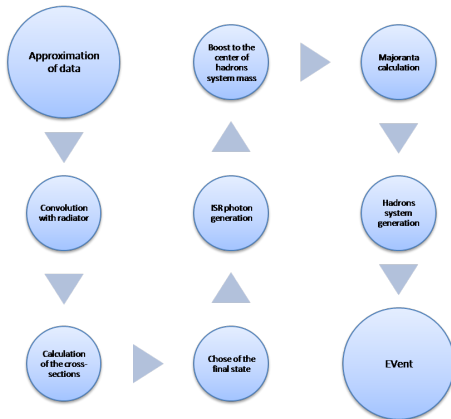 Approximation
of data
Convolution
with radiator
Calculation
of the cross-
sections
Chose of the
final state
ISR photon
generation
Boost to the
center of
hadrons
system mass
Majoranta
calculation
Hadrons
system
generation
EVent